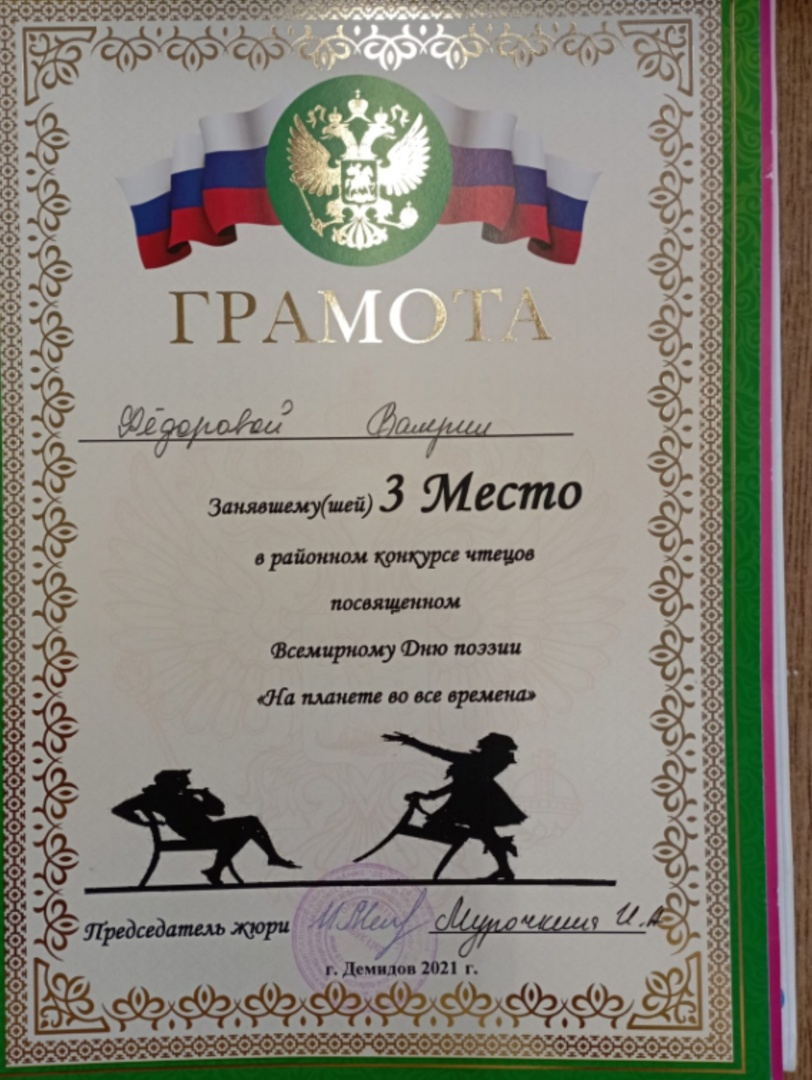 ГРАМОТА
Фёдоровой Валерии
Занявшему(шей) 3 Место
в районном конкурсе чтецов
посвященном
Всемирному Дню поэзии
«На планете во все времена»
Председатель жюри И.А.
г. Демидов 2021 г.